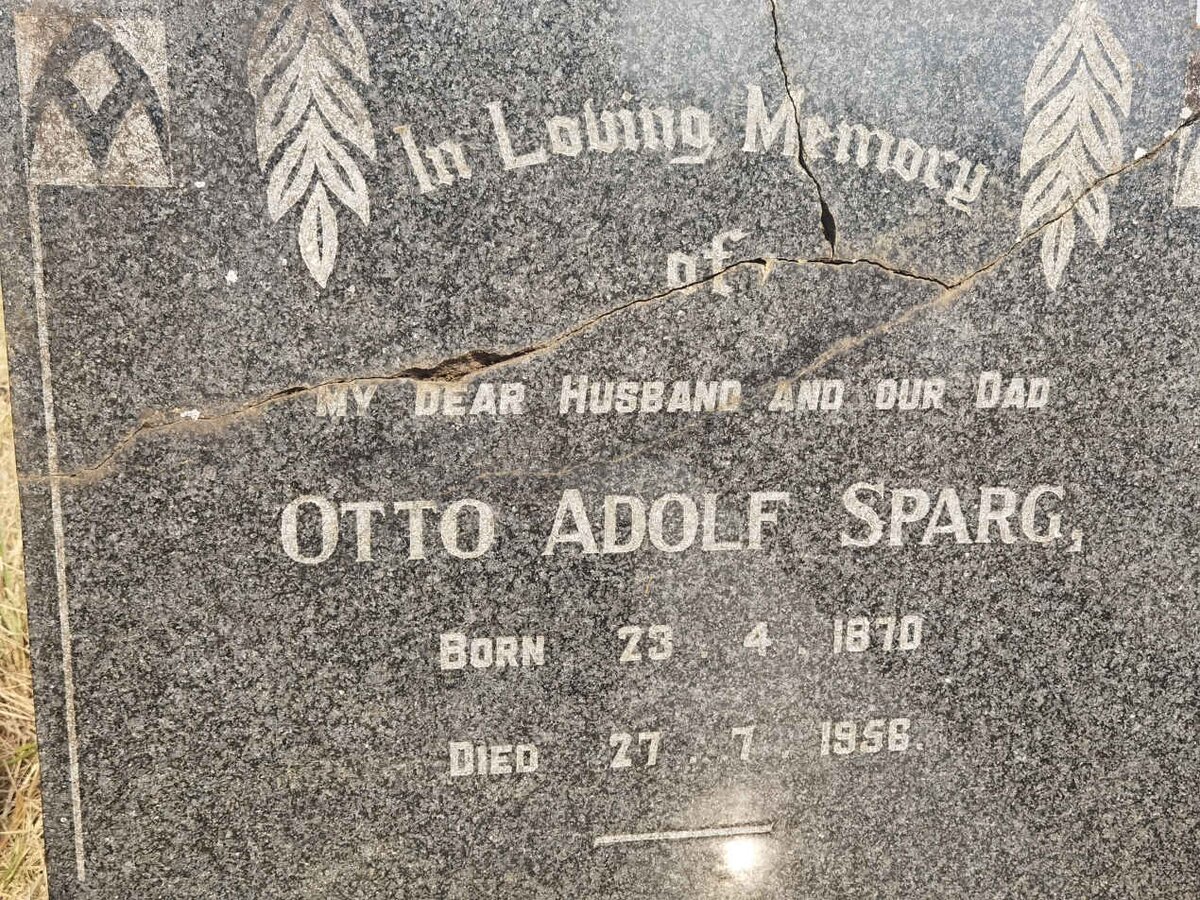 In Loving Memory
of
MY DEAR HUSBAND AND OUR DAD
OTTO ADOLF SPARG,
BORN 23 . 4 . 1870
DIED 27 . 7 . 1956.